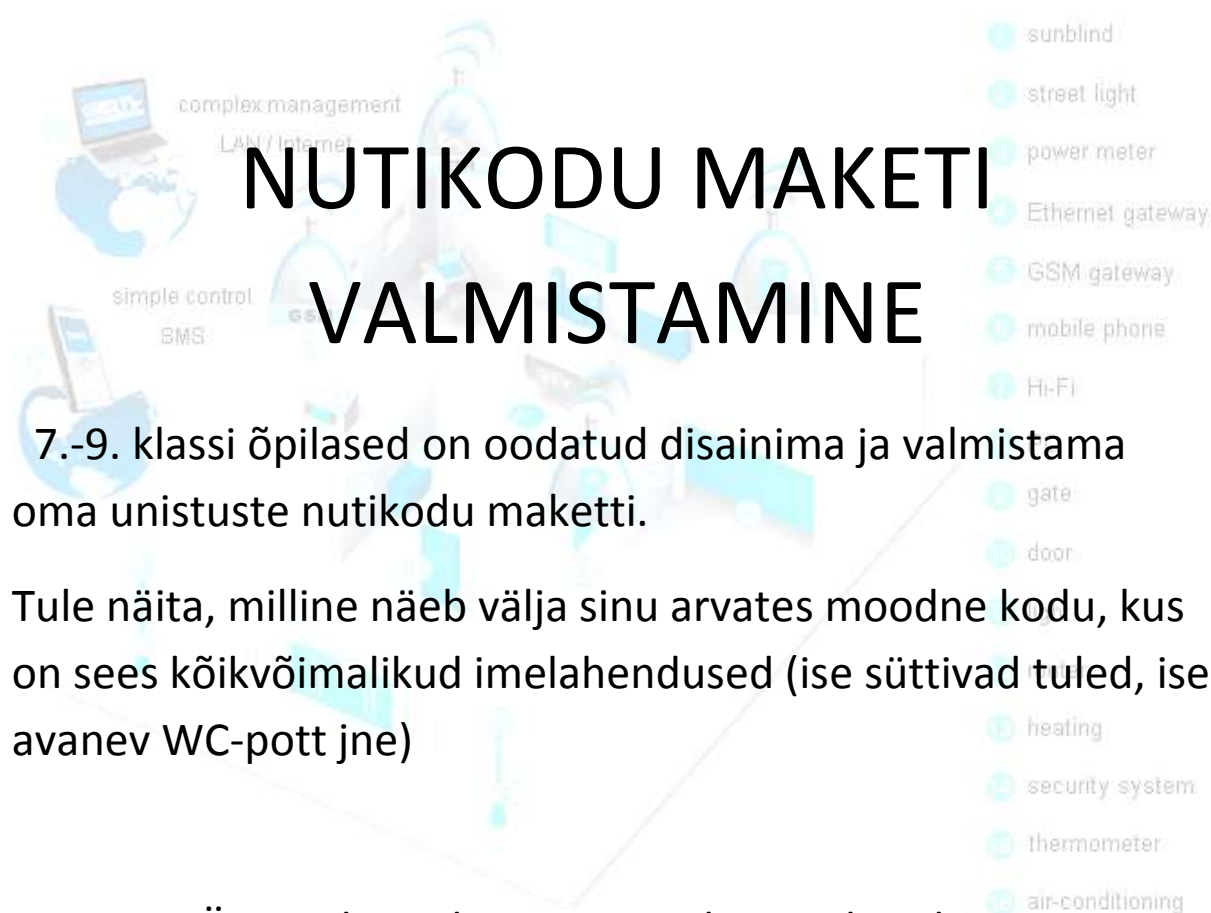 sunblind
complex management
street light
LAN / Internet
NUTIKODU MAKETI
power meter
Ethernet gateway
GSM gateway
simple control
VALMISTAMINE
SMS
mobile phone
Hi-Fi
7.-9. klassi õpilased on oodatud disainima ja valmistama
gate
oma unistuste nutikodu maketti.
door
Tule näita, milline näeb välja sinu arvates moodne kodu, kus
on sees kõikvõimalikud imelahendused (ise süttivad tuled, ise
avanev WC-pott jne)
heating
security system
thermometer
air-conditioning